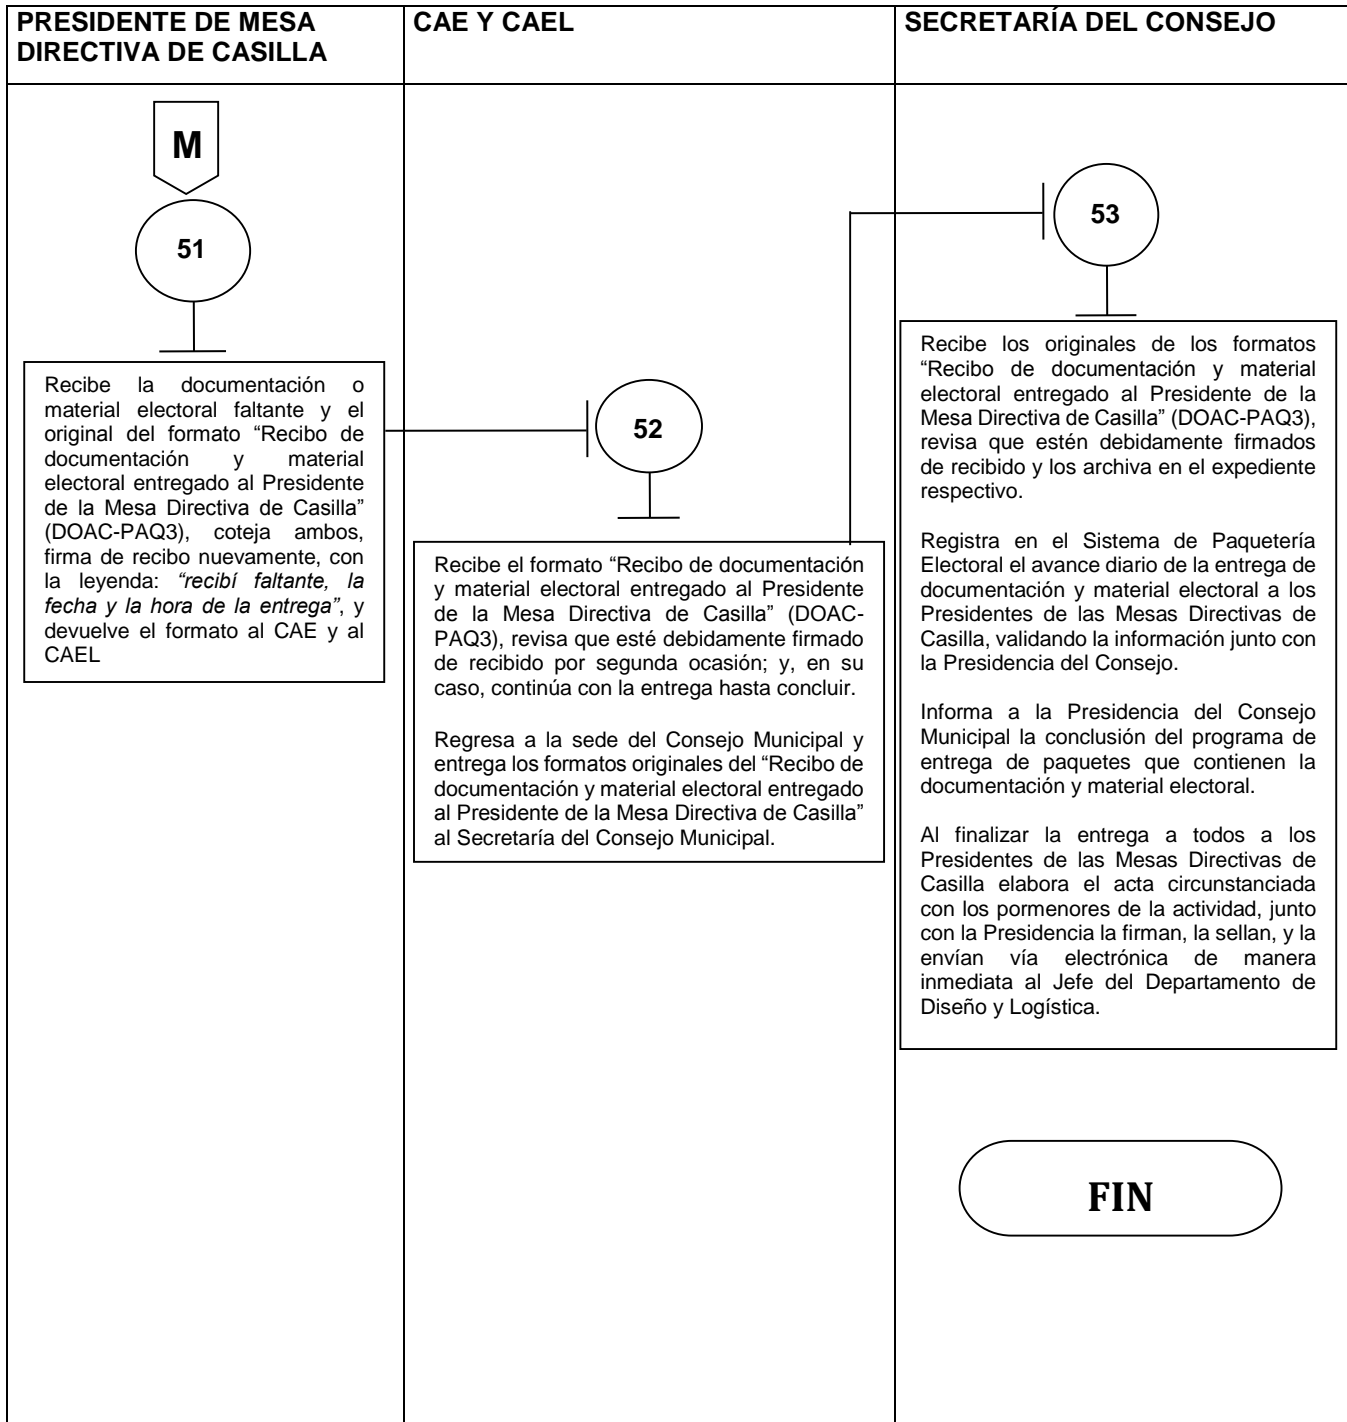 PRESIDENTE DE MESA
DIRECTIVA DE CASILLA
CAE Y CAEL
SECRETARÍA DEL CONSEJO
M
51
Recibe la documentación o
material electoral faltante y el
original del formato “Recibo de
documentación y material
electoral entregado al Presidente
de la Mesa Directiva de Casilla”
(DOAC-PAQ3), coteja ambos,
firma de recibo nuevamente, con
la leyenda: “recibí faltante, la
fecha y la hora de la entrega”, y
devuelve el formato al CAE y al
CAEL
52
Recibe el formato “Recibo de documentación
y material electoral entregado al Presidente
de la Mesa Directiva de Casilla” (DOAC-
PAQ3), revisa que esté debidamente firmado
de recibido por segunda ocasión; y, en su
caso, continúa con la entrega hasta concluir.
Regresa a la sede del Consejo Municipal y
entrega los formatos originales del “Recibo de
documentación y material electoral entregado
al Presidente de la Mesa Directiva de Casilla”
al Secretaría del Consejo Municipal.
53
Recibe los originales de los formatos
“Recibo de documentación y material
electoral entregado al Presidente de la
Mesa Directiva de Casilla” (DOAC-PAQ3),
revisa que estén debidamente firmados
de recibido y los archiva en el expediente
respectivo.
Registra en el Sistema de Paquetería
Electoral el avance diario de la entrega de
documentación y material electoral a los
Presidentes de las Mesas Directivas de
Casilla, validando la información junto con
la Presidencia del Consejo.
Informa a la Presidencia del Consejo
Municipal la conclusión del programa de
entrega de paquetes que contienen la
documentación y material electoral.
Al finalizar la entrega a todos a los
Presidentes de las Mesas Directivas de
Casilla elabora el acta circunstanciada
con los pormenores de la actividad, junto
con la Presidencia la firman, la sellan, y la
envían vía electrónica de manera
inmediata al Jefe del Departamento de
Diseño y Logística.
FIN